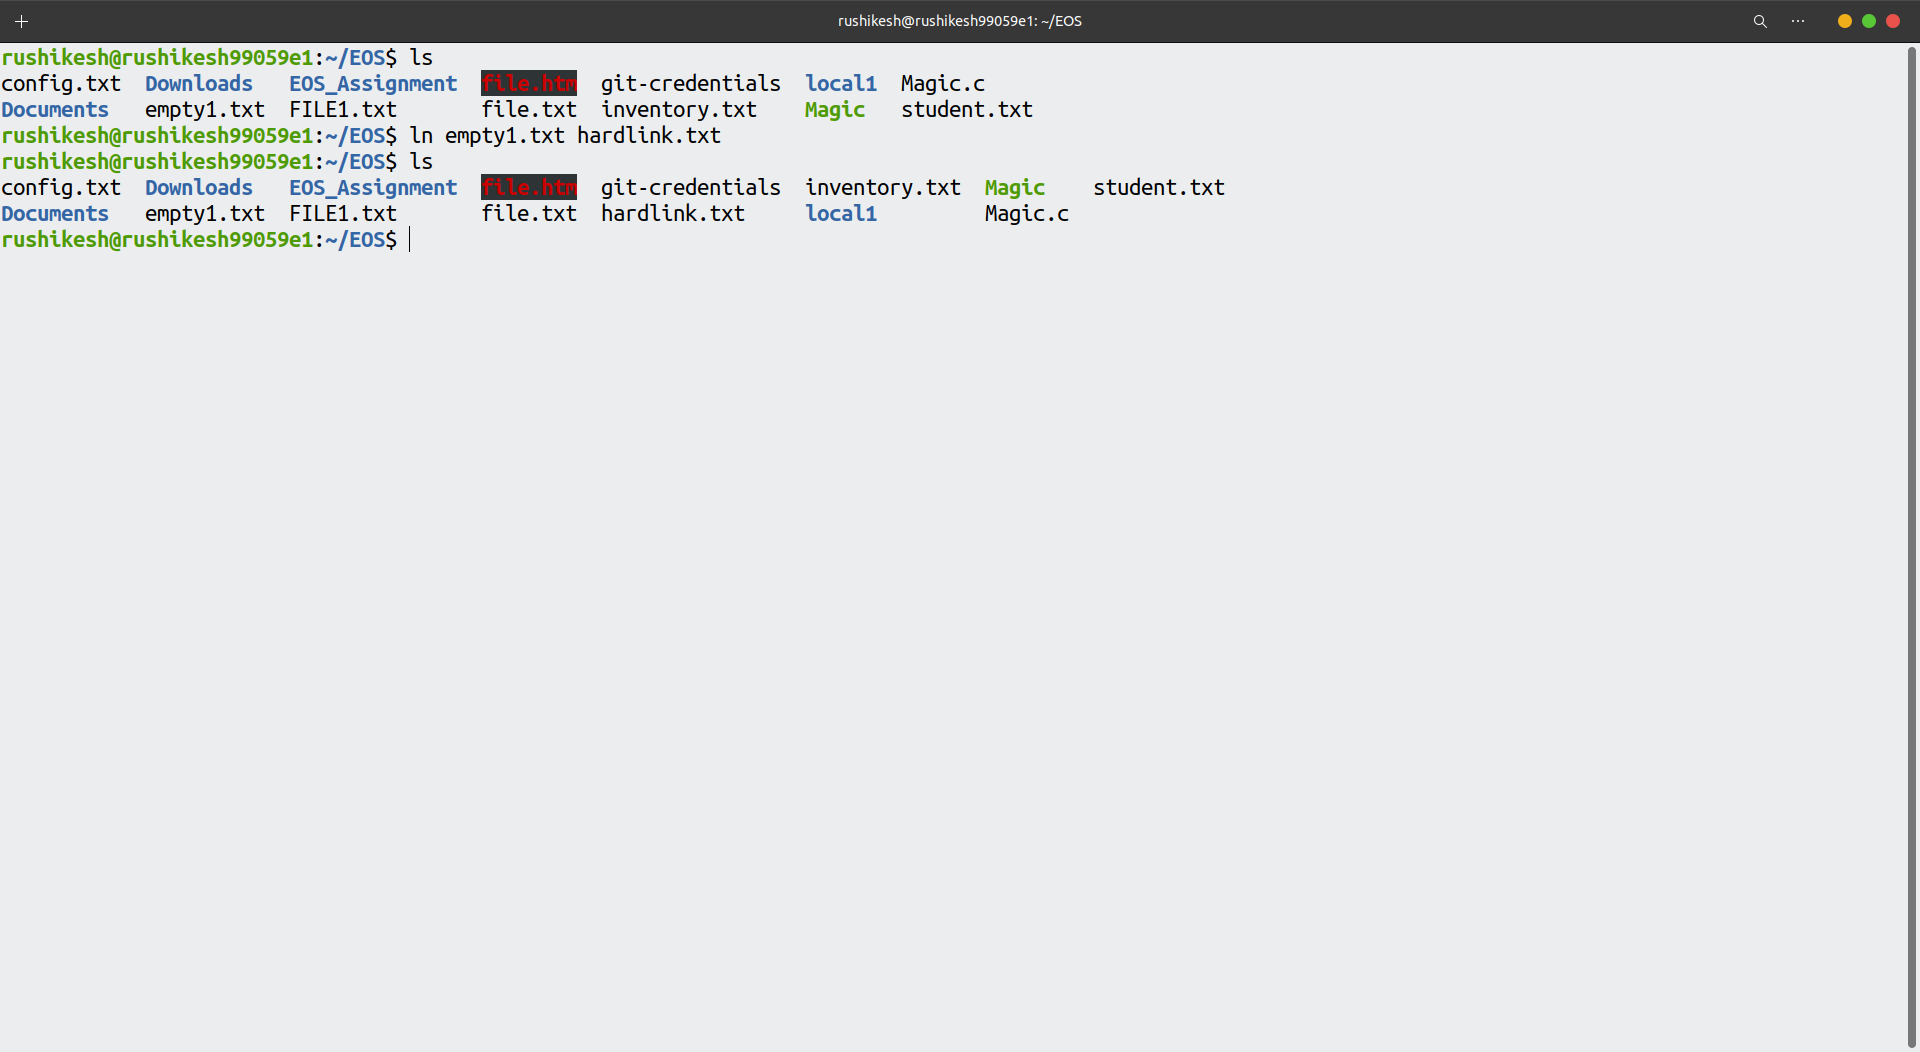 rushikesh@rushikesh99059e1: ~/EOS
rushikesh@rushikesh99059e1:~/EOS$ ls
config.txt  Downloads   EOS_Assignment  file.htm  git-credentials  local1  Magic.c
Documents   empty1.txt  FILE1.txt       file.txt  inventory.txt    Magic   student.txt
rushikesh@rushikesh99059e1:~/EOS$ ln empty1.txt hardlink.txt
rushikesh@rushikesh99059e1:~/EOS$ ls
config.txt  Downloads   EOS_Assignment  file.htm  git-credentials  inventory.txt  Magic    student.txt
Documents   empty1.txt  FILE1.txt       file.txt  hardlink.txt     local1         Magic.c
rushikesh@rushikesh99059e1:~/EOS$